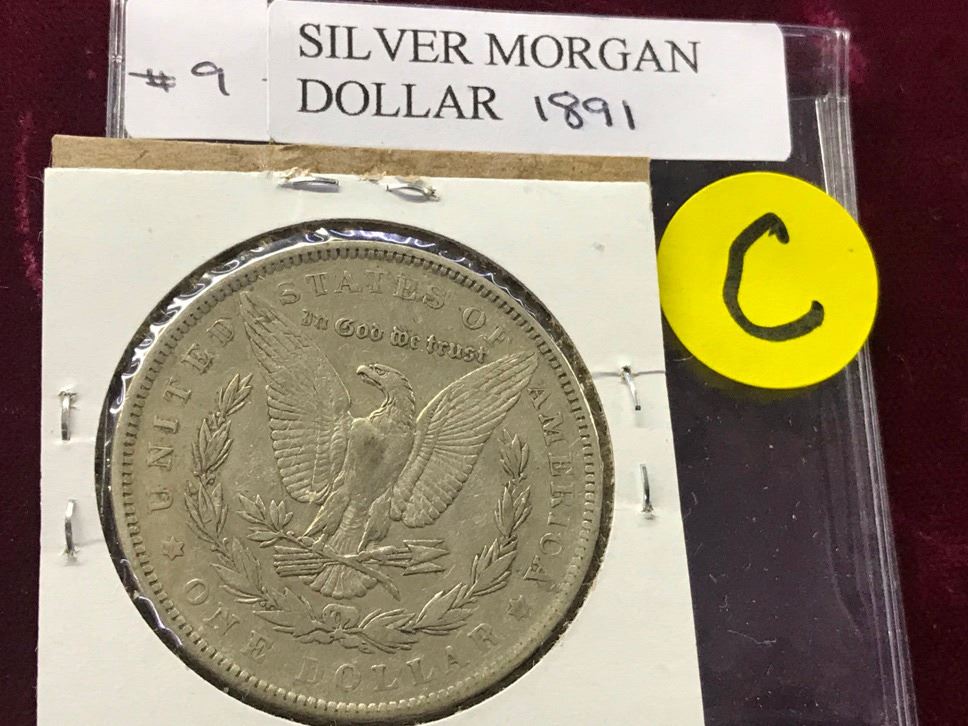 # 9
SILVER MORGAN
DOLLAR 1891
C
UNITED STATES OF AMERICA
In God We trust
ONE DOLLAR